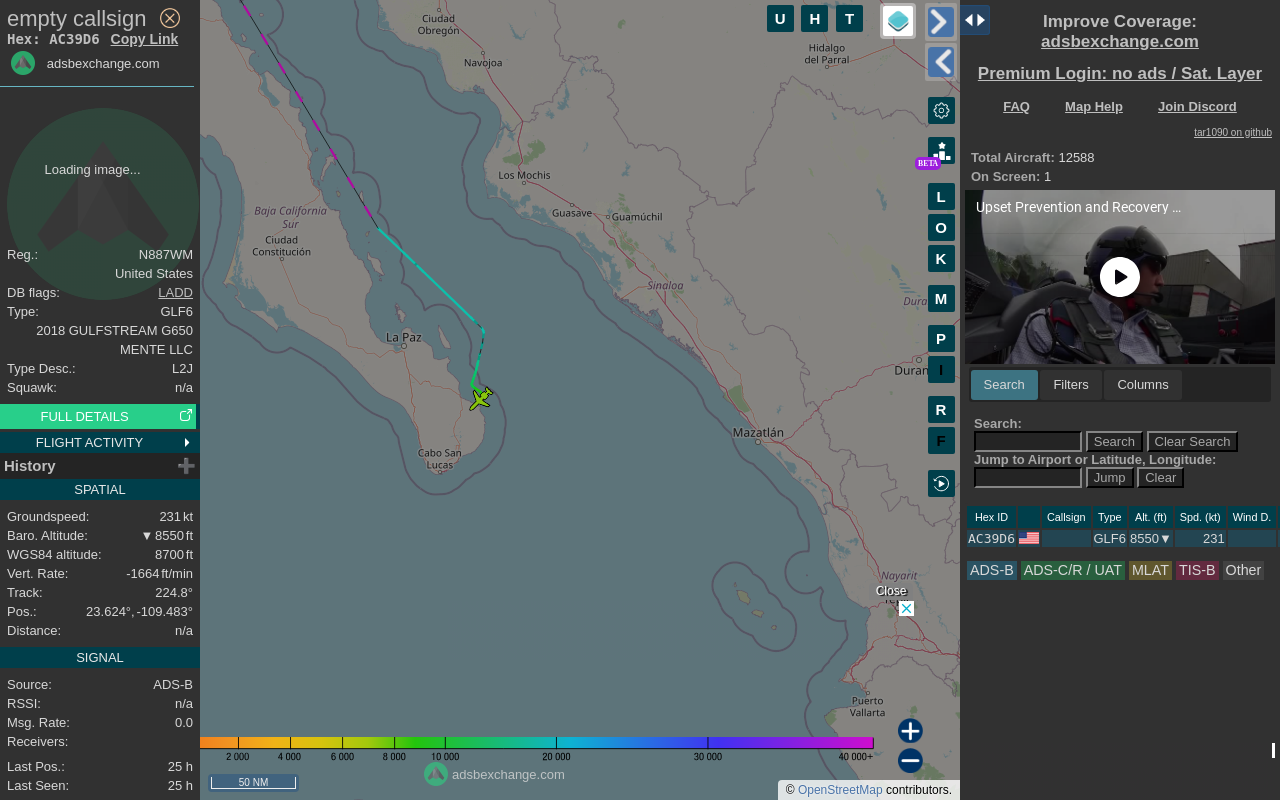 empty callsign
Hex: AC39D6 Copy Link
adsbexchange.com
Loading image...
Reg.: N887WM
United States
DB flags: LADD
Type: GLF6
2018 GULFSTREAM G650
MENTE LLC
Type Desc.: L2J
Squawk: n/a
FULL DETAILS
FLIGHT ACTIVITY
History
SPATIAL
Groundspeed: 231 kt
Baro. Altitude: ▼ 8550 ft
WGS84 altitude: 8700 ft
Vert. Rate: -1664 ft/min
Track: 224.8°
Pos.: 23.624°, -109.483°
Distance: n/a
SIGNAL
Source: ADS-B
RSSI: n/a
Msg. Rate: 0.0
Receivers:
Last Pos.: 25 h
Last Seen: 25 h
Ciudad
Obregón
Navojoa
Hidalgo
del Parral
Los Mochis
Guasave
Guamúchil
Baja California
Sur
Ciudad
Constitución
Sinaloa
La Paz
Mazatlán
Cabo San
Lucas
Nayarit
Puerto
Vallarta
U H T
BETA
L
O
K
M
P
I
R
F
Close
2 000 4 000 6 000 8 000 10 000 20 000 30 000 40 000+
50 NM
adsbexchange.com
© OpenStreetMap contributors.
Improve Coverage:
adsbexchange.com
Premium Login: no ads / Sat. Layer
FAQ Map Help Join Discord
tar1090 on github
Total Aircraft: 12588
On Screen: 1
Upset Prevention and Recovery ...
Search Filters Columns
Search:
Search Clear Search
Jump to Airport or Latitude, Longitude:
Jump Clear
Hex ID Callsign Type Alt. (ft) Spd. (kt) Wind D.
AC39D6 GLF6 8550▼ 231
ADS-B ADS-C/R / UAT MLAT TIS-B Other